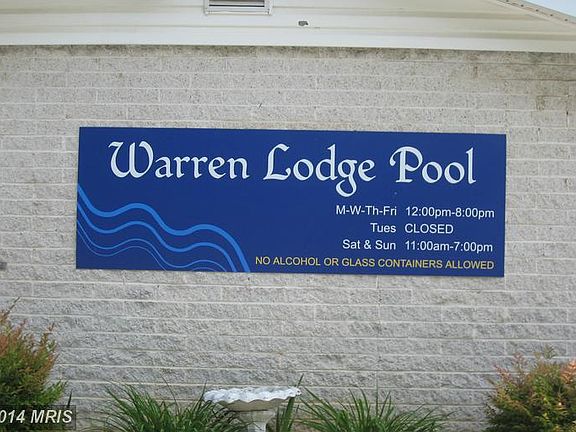 Warren Lodge Pool
M-W-Th-Fri 12:00pm-8:00pm
Tues CLOSED
Sat & Sun 11:00am-7:00pm
NO ALCOHOL OR GLASS CONTAINERS ALLOWED
014 MRIS